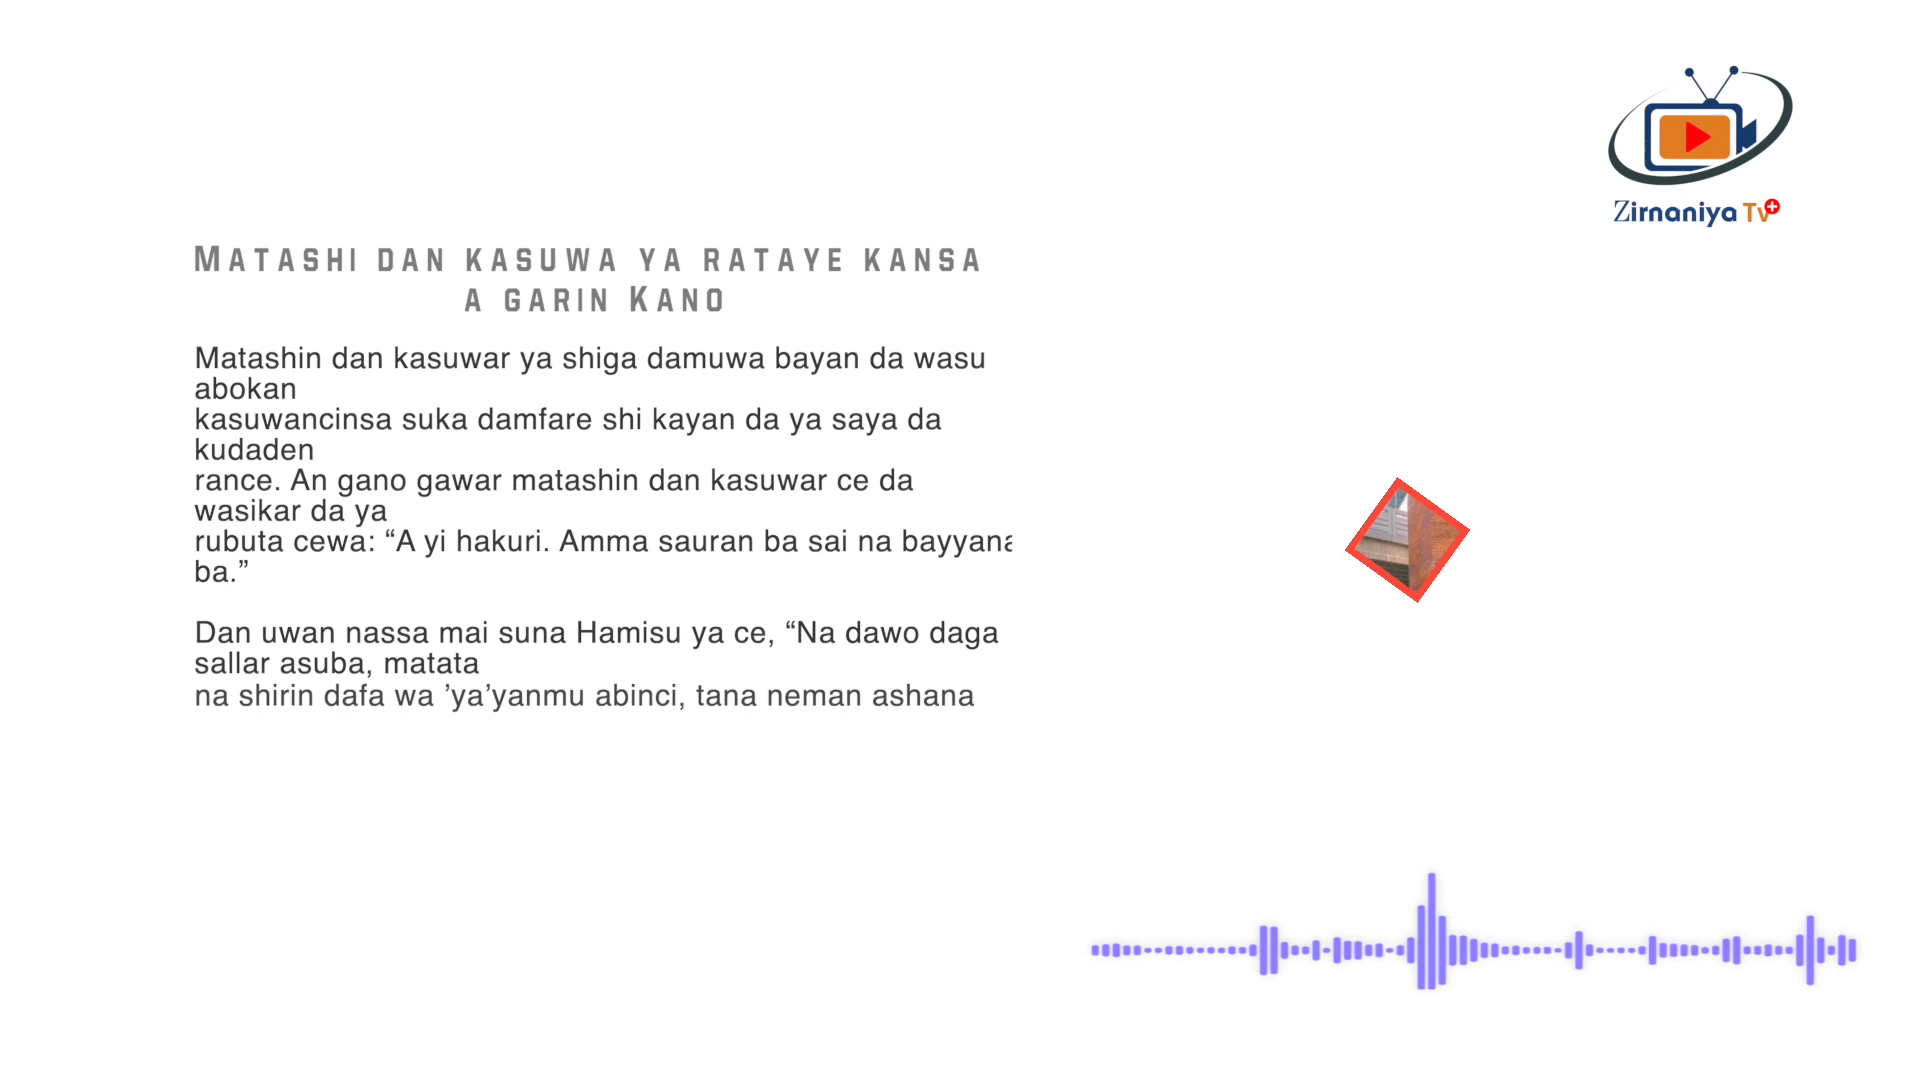 Zirnaniya Tv+
MATASHI DAN KASUWA YA RATAYE KANSA
A GARIN KANO
Matashin dan kasuwar ya shiga damuwa bayan da wasu
abokan
kasuwancinsa suka damfare shi kayan da ya saya da
kudaden
rance. An gano gawar matashin dan kasuwar ce da
wasikar da ya
rubuta cewa: “A yi hakuri. Amma sauran ba sai na bayyana
ba.”
Dan uwan nassa mai suna Hamisu ya ce, “Na dawo daga
sallar asuba, matata
na shirin dafa wa ’ya’yanmu abinci, tana neman ashana